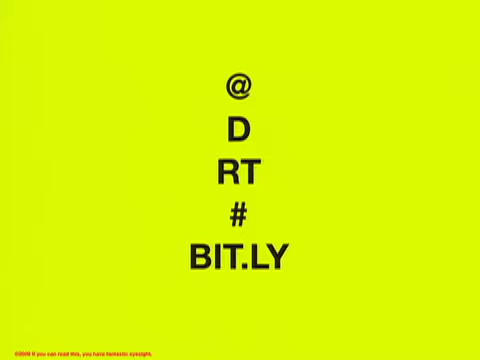 @
D
RT
#
BIT.LY
©2009 If you can read this, you have fantastic eyesight.